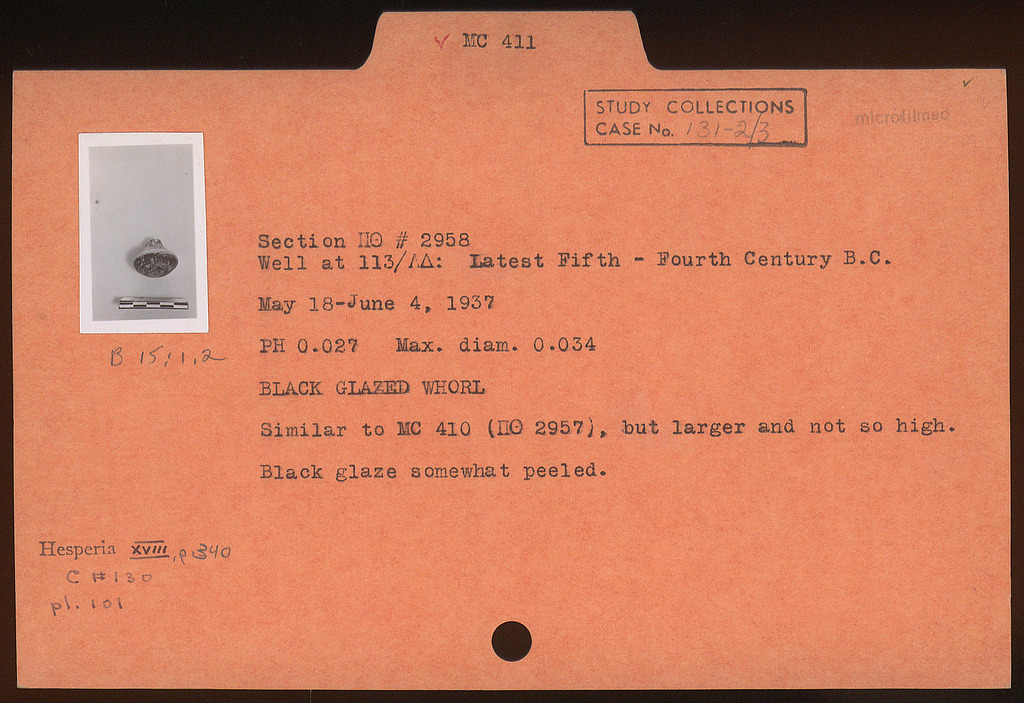 ✓ MC 411
STUDY COLLECTIONS
CASE No. 131-2/3
microfilmed
Section ΠΘ # 2958
Well at 113/ΛΔ: Latest Fifth - Fourth Century B.C.
May 18-June 4, 1937
PH 0.027 Max. diam. 0.034
B 15:1,2
BLACK GLAZED WHORL
Similar to MC 410 (ΠΘ 2957), but larger and not so high.
Black glaze somewhat peeled.
Hesperia XVIII, p 340
C #130
pl. 101